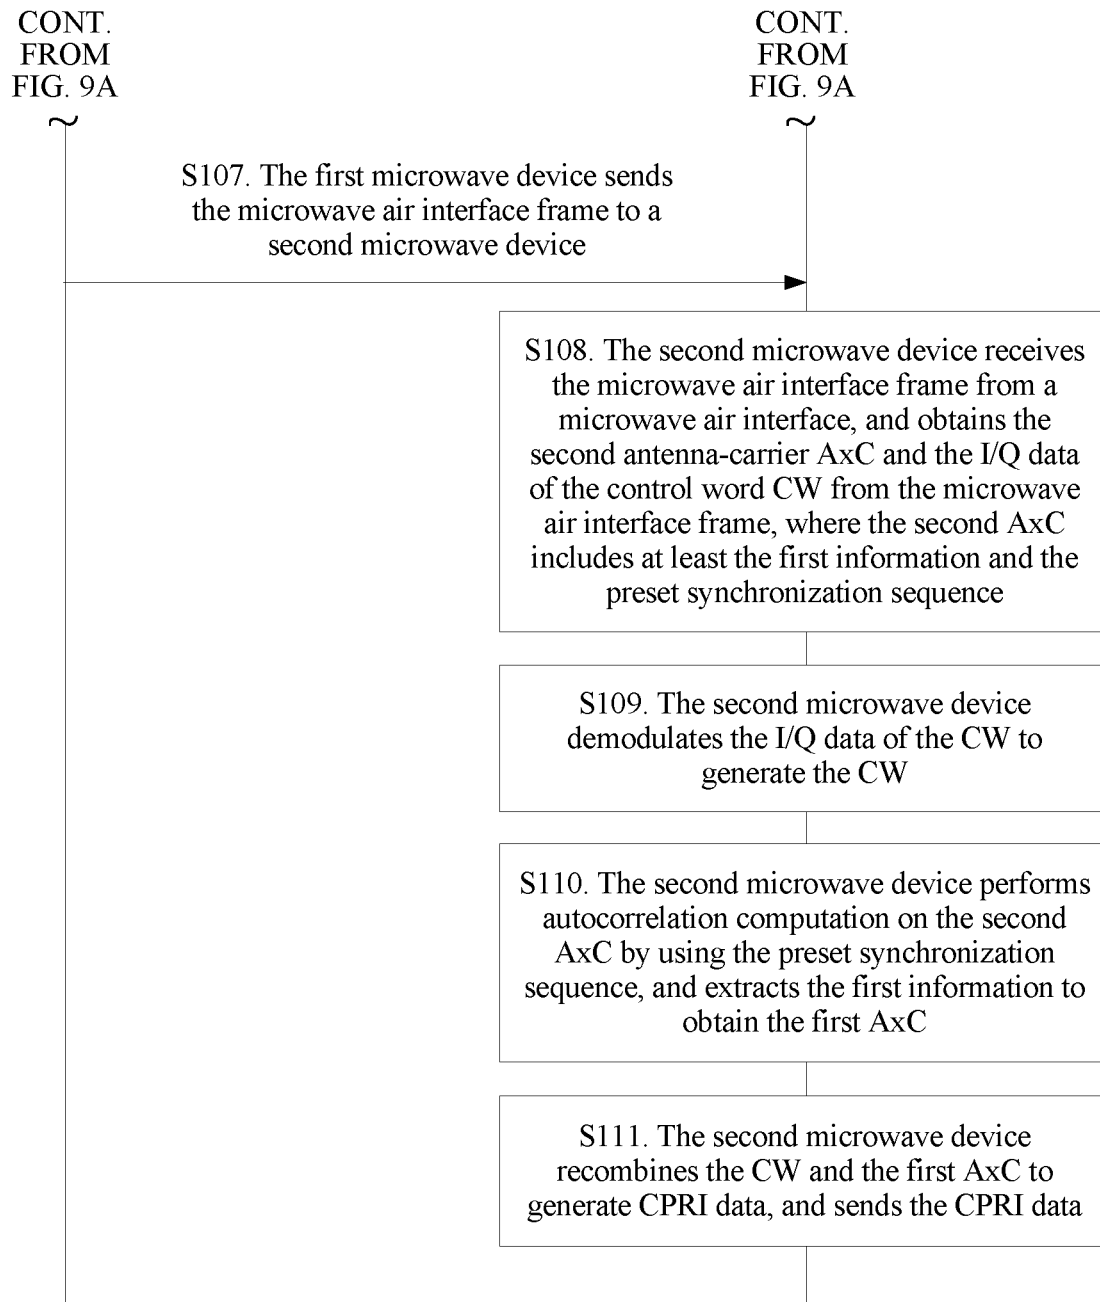 CONT.
FROM
FIG. 9A
CONT.
FROM
FIG. 9A
S107. The first microwave device sends
the microwave air interface frame to a
second microwave device
S108. The second microwave device receives
the microwave air interface frame from a
microwave air interface, and obtains the
second antenna-carrier AxC and the I/Q data
of the control word CW from the microwave
air interface frame, where the second AxC
includes at least the first information and the
preset synchronization sequence
S109. The second microwave device
demodulates the I/Q data of the CW to
generate the CW
S110. The second microwave device performs
autocorrelation computation on the second
AxC by using the preset synchronization
sequence, and extracts the first information to
obtain the first AxC
S111. The second microwave device
recombines the CW and the first AxC to
generate CPRI data, and sends the CPRI data